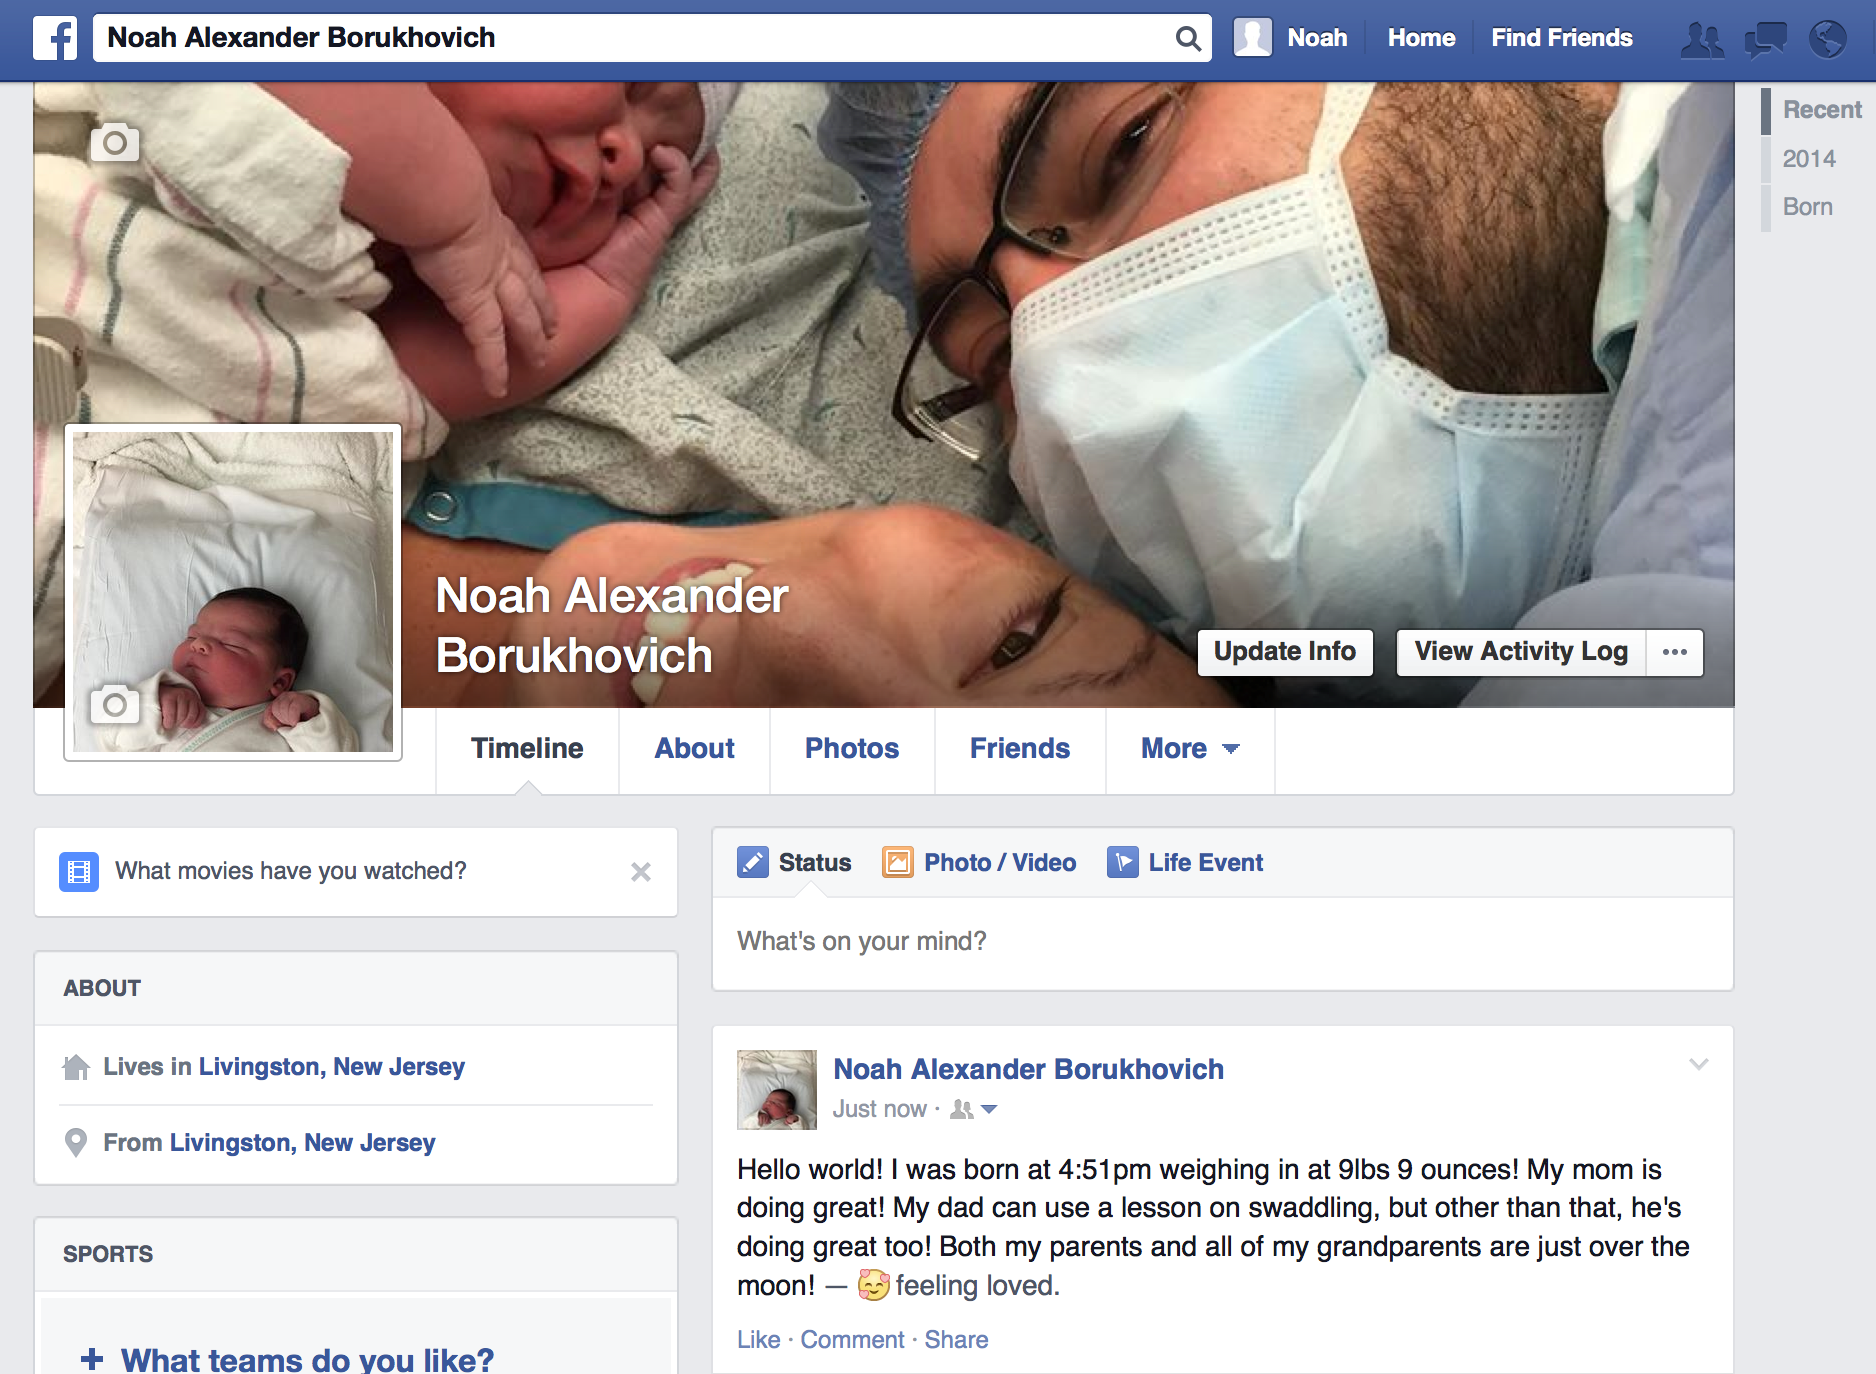 Noah Alexander Borukhovich
Noah
Home
Find Friends
Recent
2014
Born
Noah Alexander
Borukhovich
Update Info
View Activity Log
Timeline
About
Photos
Friends
More
What movies have you watched?
ABOUT
Lives in Livingston, New Jersey
From Livingston, New Jersey
SPORTS
+ What teams do you like?
Status
Photo / Video
Life Event
What's on your mind?
Noah Alexander Borukhovich
Just now ·
Hello world! I was born at 4:51pm weighing in at 9lbs 9 ounces! My mom is
doing great! My dad can use a lesson on swaddling, but other than that, he's
doing great too! Both my parents and all of my grandparents are just over the
moon! — 🥰 feeling loved.
Like · Comment · Share